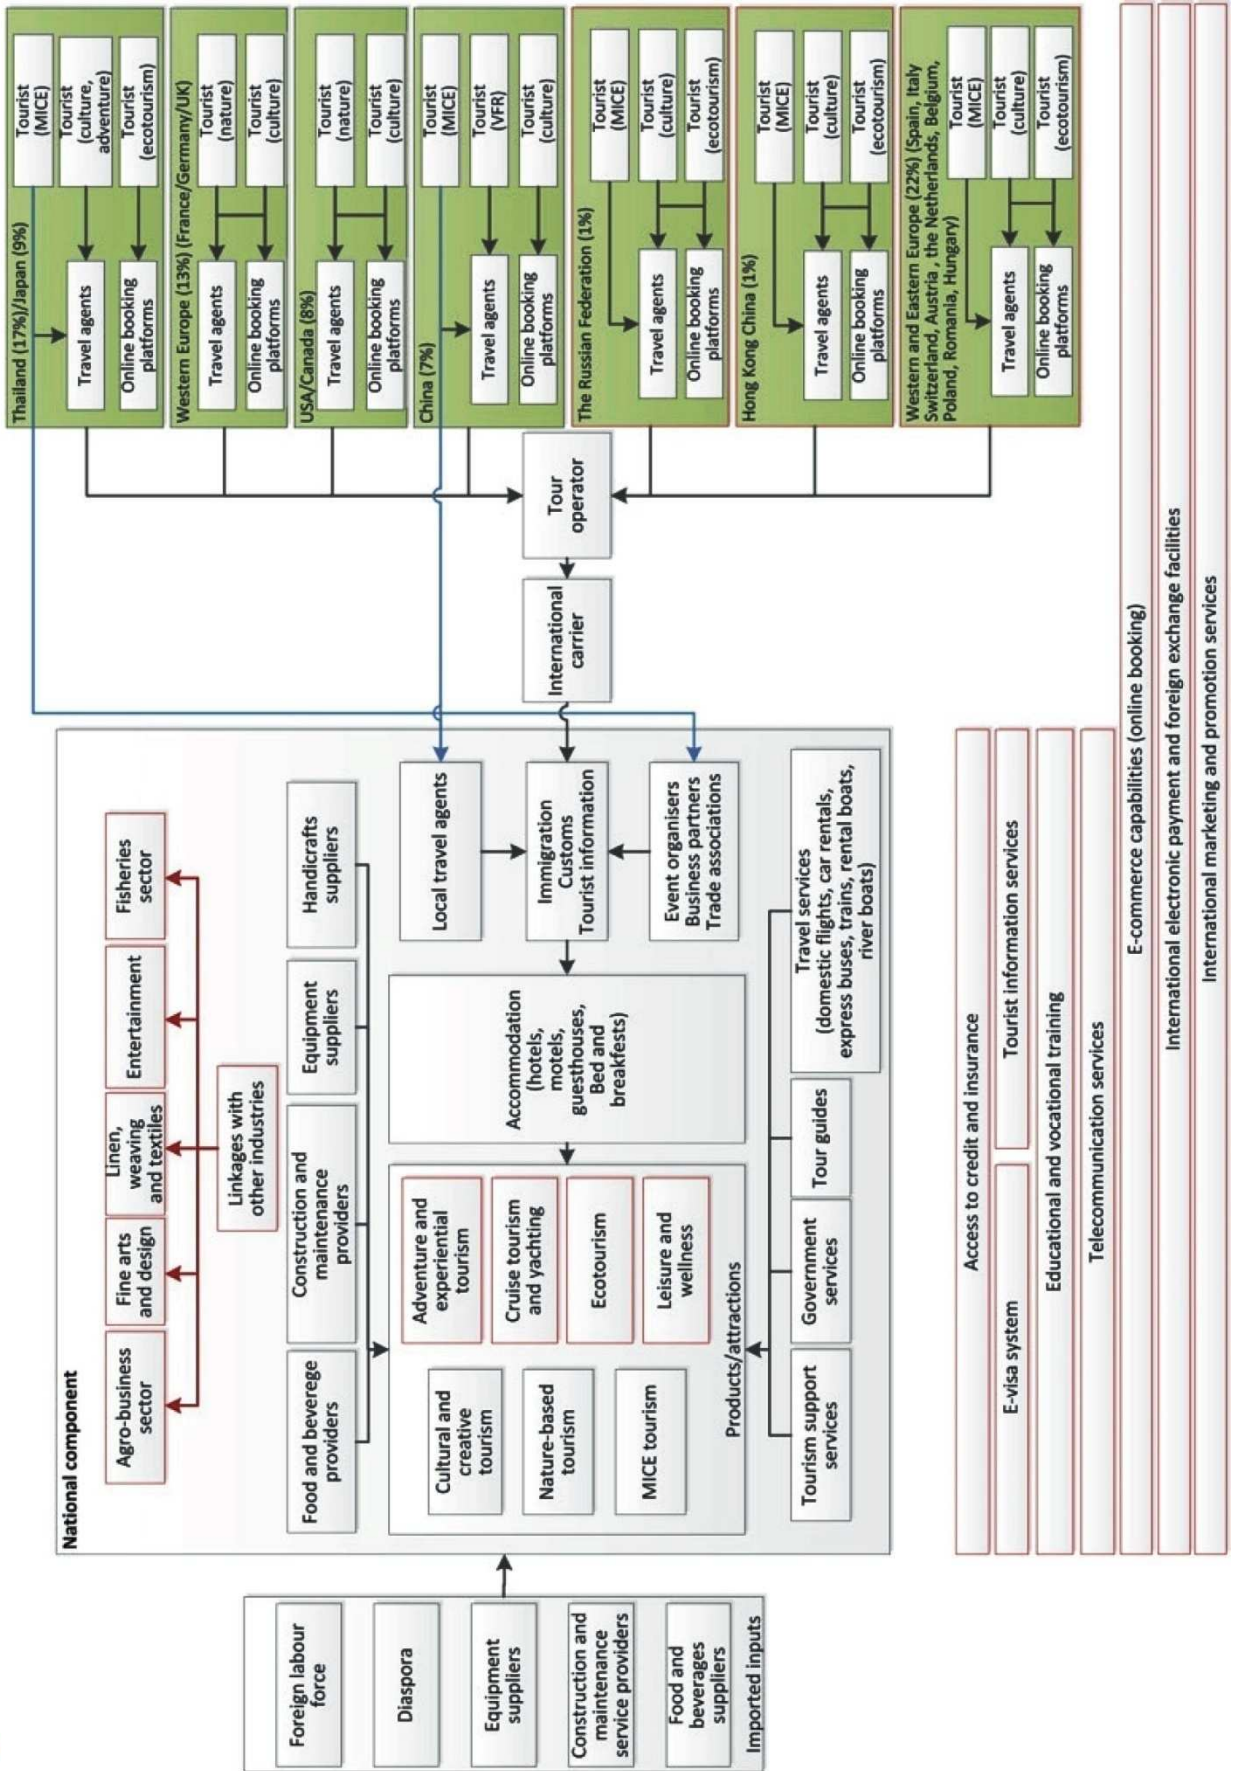 National component
Agro-business
sector
Fine arts
and design
Linen,
weaving
and textiles
Entertainment
Fisheries
sector
Linkages with
other industries
Food and beverege
providers
Construction and
maintenance
providers
Equipment
suppliers
Handicrafts
suppliers
Foreign labour
force
Diaspora
Equipment
suppliers
Construction and
maintenance
service providers
Food and
beverages
suppliers
Imported inputs
Cultural and
creative
tourism
Nature-based
tourism
MICE tourism
Adventure and
experiential
tourism
Cruise tourism
and yachting
Ecotourism
Leisure and
wellness
Products/attractions
Accommodation
(hotels,
motels,
guesthouses,
Bed and
breakfests)
Local travel agents
Immigration
Customs
Tourist information
Event organisers
Business partners
Trade associations
Tourism support
services
Government
services
Tour guides
Travel services
(domestic flights, car rentals,
express buses, trains, rental boats,
river boats)
International
carrier
Tour
operator
Thailand (17%)/Japan (9%)
Travel agents
Online booking
platforms
Tourist
(MICE)
Tourist
(culture,
adventure)
Tourist
(ecotourism)
Western Europe (13%) (France/Germany/UK)
Travel agents
Online booking
platforms
Tourist
(nature)
Tourist
(culture)
USA/Canada (8%)
Travel agents
Online booking
platforms
Tourist
(nature)
Tourist
(culture)
China (7%)
Travel agents
Online booking
platforms
Tourist
(MICE)
Tourist
(VFR)
Tourist
(culture)
The Russian Federation (1%)
Travel agents
Online booking
platforms
Tourist
(MICE)
Tourist
(culture)
Tourist
(ecotourism)
Hong Kong China (1%)
Travel agents
Online booking
platforms
Tourist
(MICE)
Tourist
(culture)
Tourist
(ecotourism)
Western and Eastern Europe (22%) (Spain, Italy
Switzerland, Austria , the Netherlands, Belgium,
Poland, Romania, Hungary)
Travel agents
Online booking
platforms
Tourist
(MICE)
Tourist
(culture)
Tourist
(ecotourism)
Access to credit and insurance
E-visa system
Tourist information services
Educational and vocational training
Telecommunication services
E-commerce capabilities (online booking)
International electronic payment and foreign exchange facilities
International marketing and promotion services